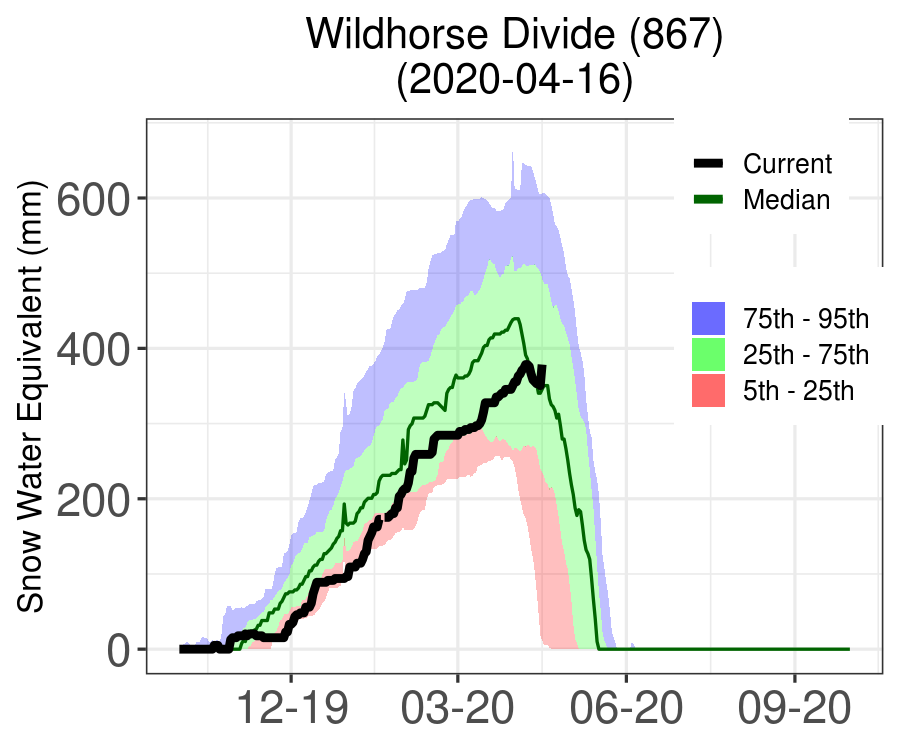 Wildhorse Divide (867)
(2020-04-16)
Snow Water Equivalent (mm)
600
400
200
0
12-19
03-20
06-20
09-20
Current
Median
75th - 95th
25th - 75th
5th - 25th